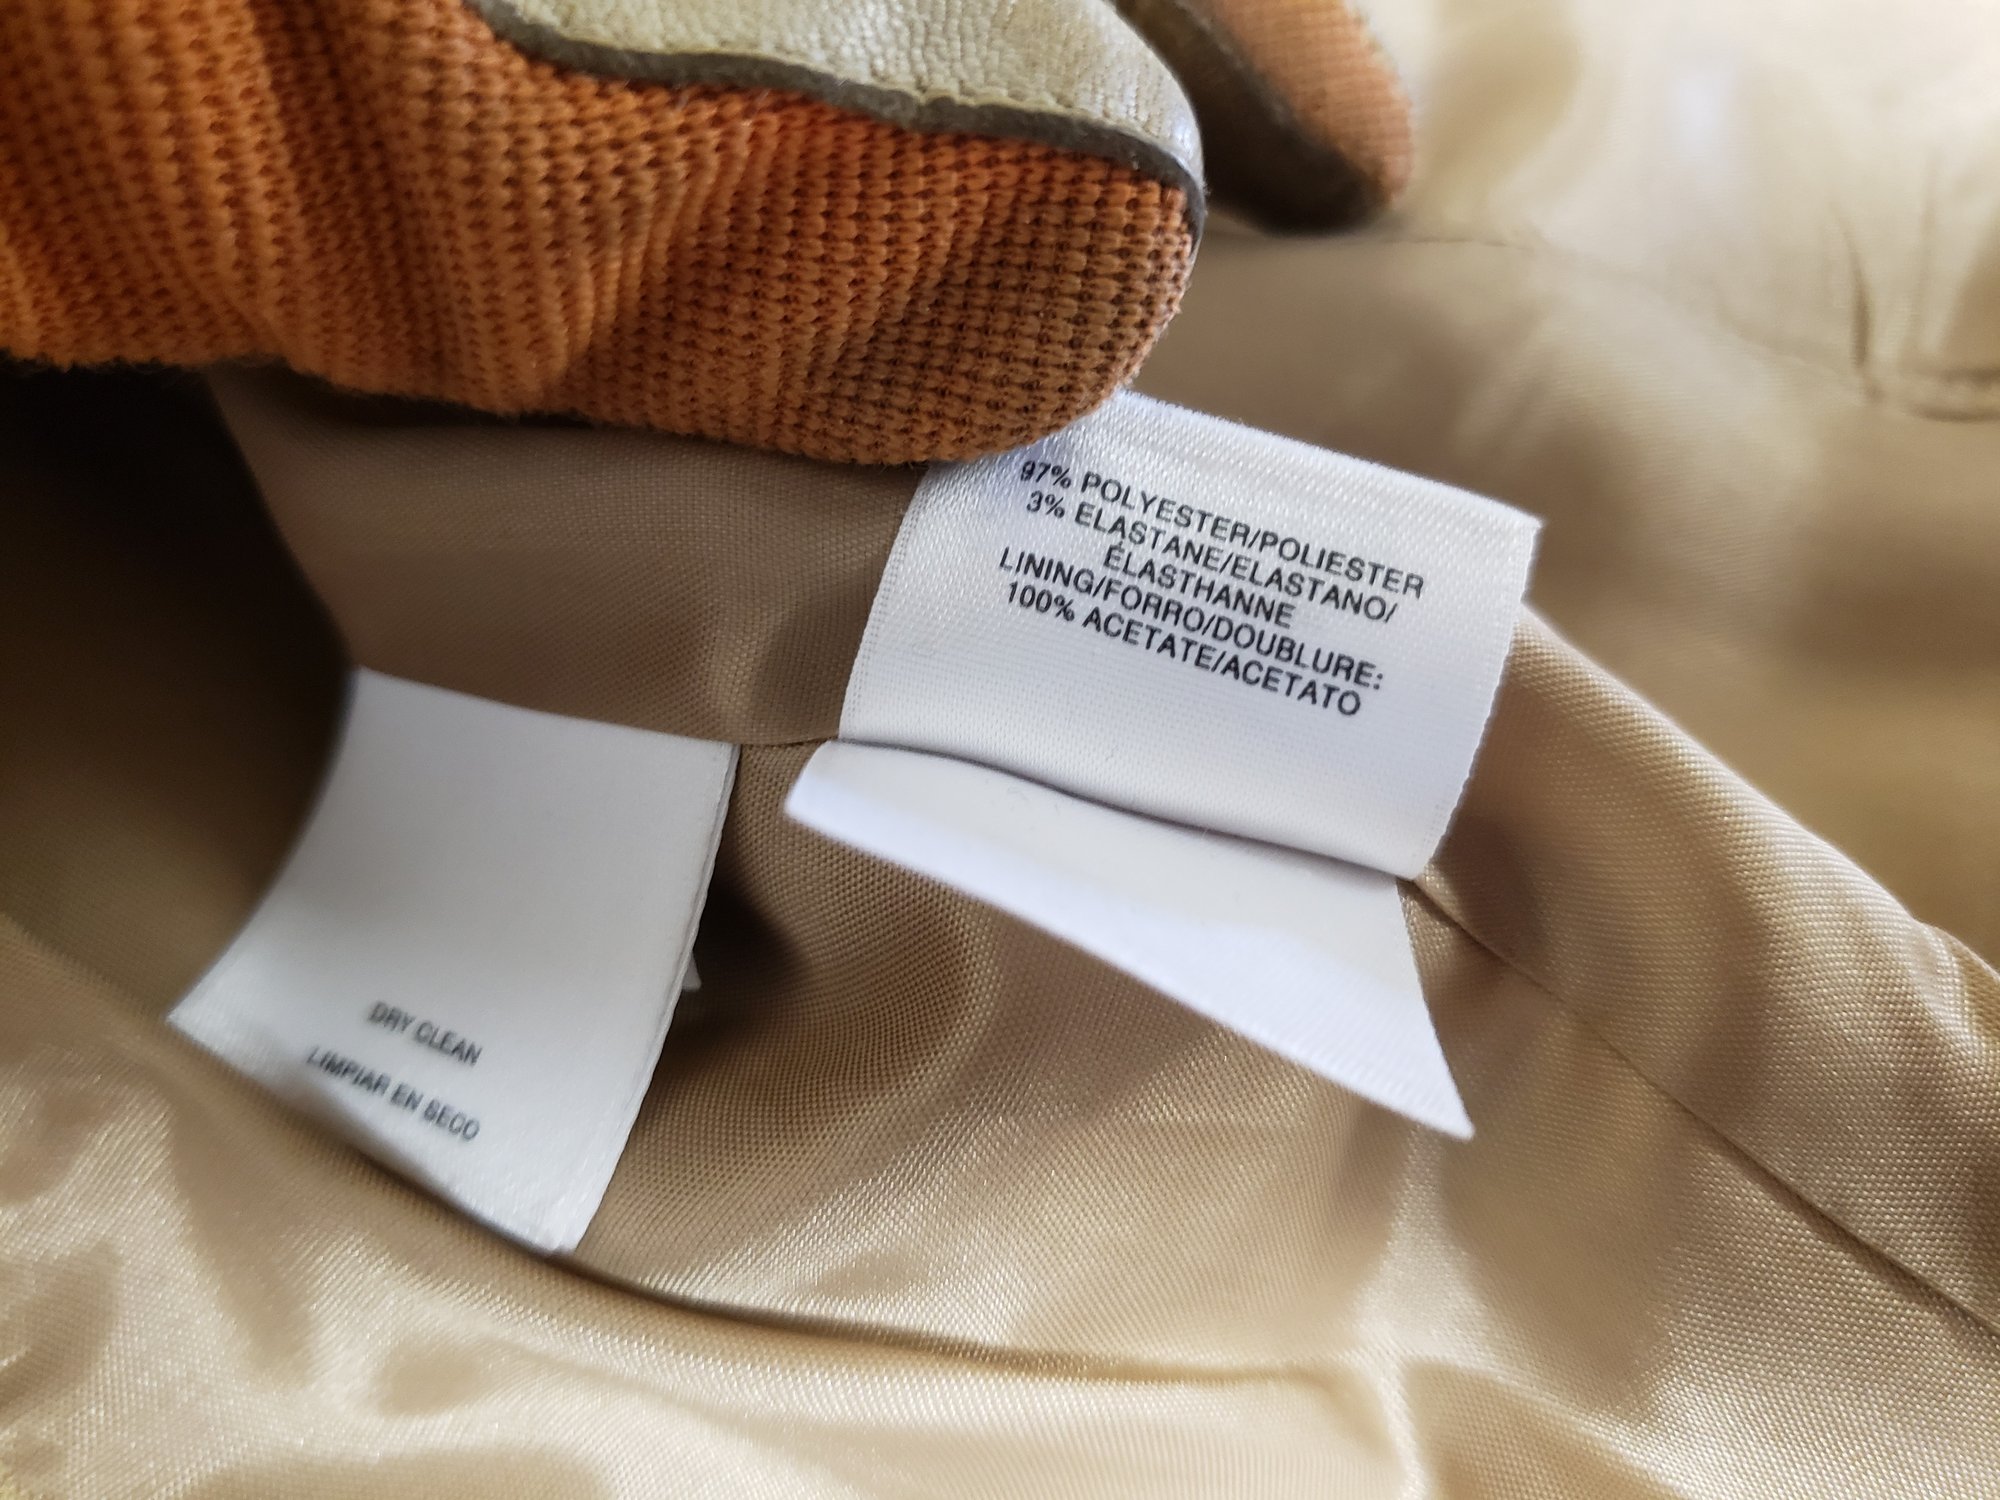 97% POLYESTER/POLIESTER
3% ELASTANE/ELASTANO/
ÉLASTHANNE
LINING/FORRO/DOUBLURE:
100% ACETATE/ACETATO
DRY CLEAN
LIMPIAR EN SECO